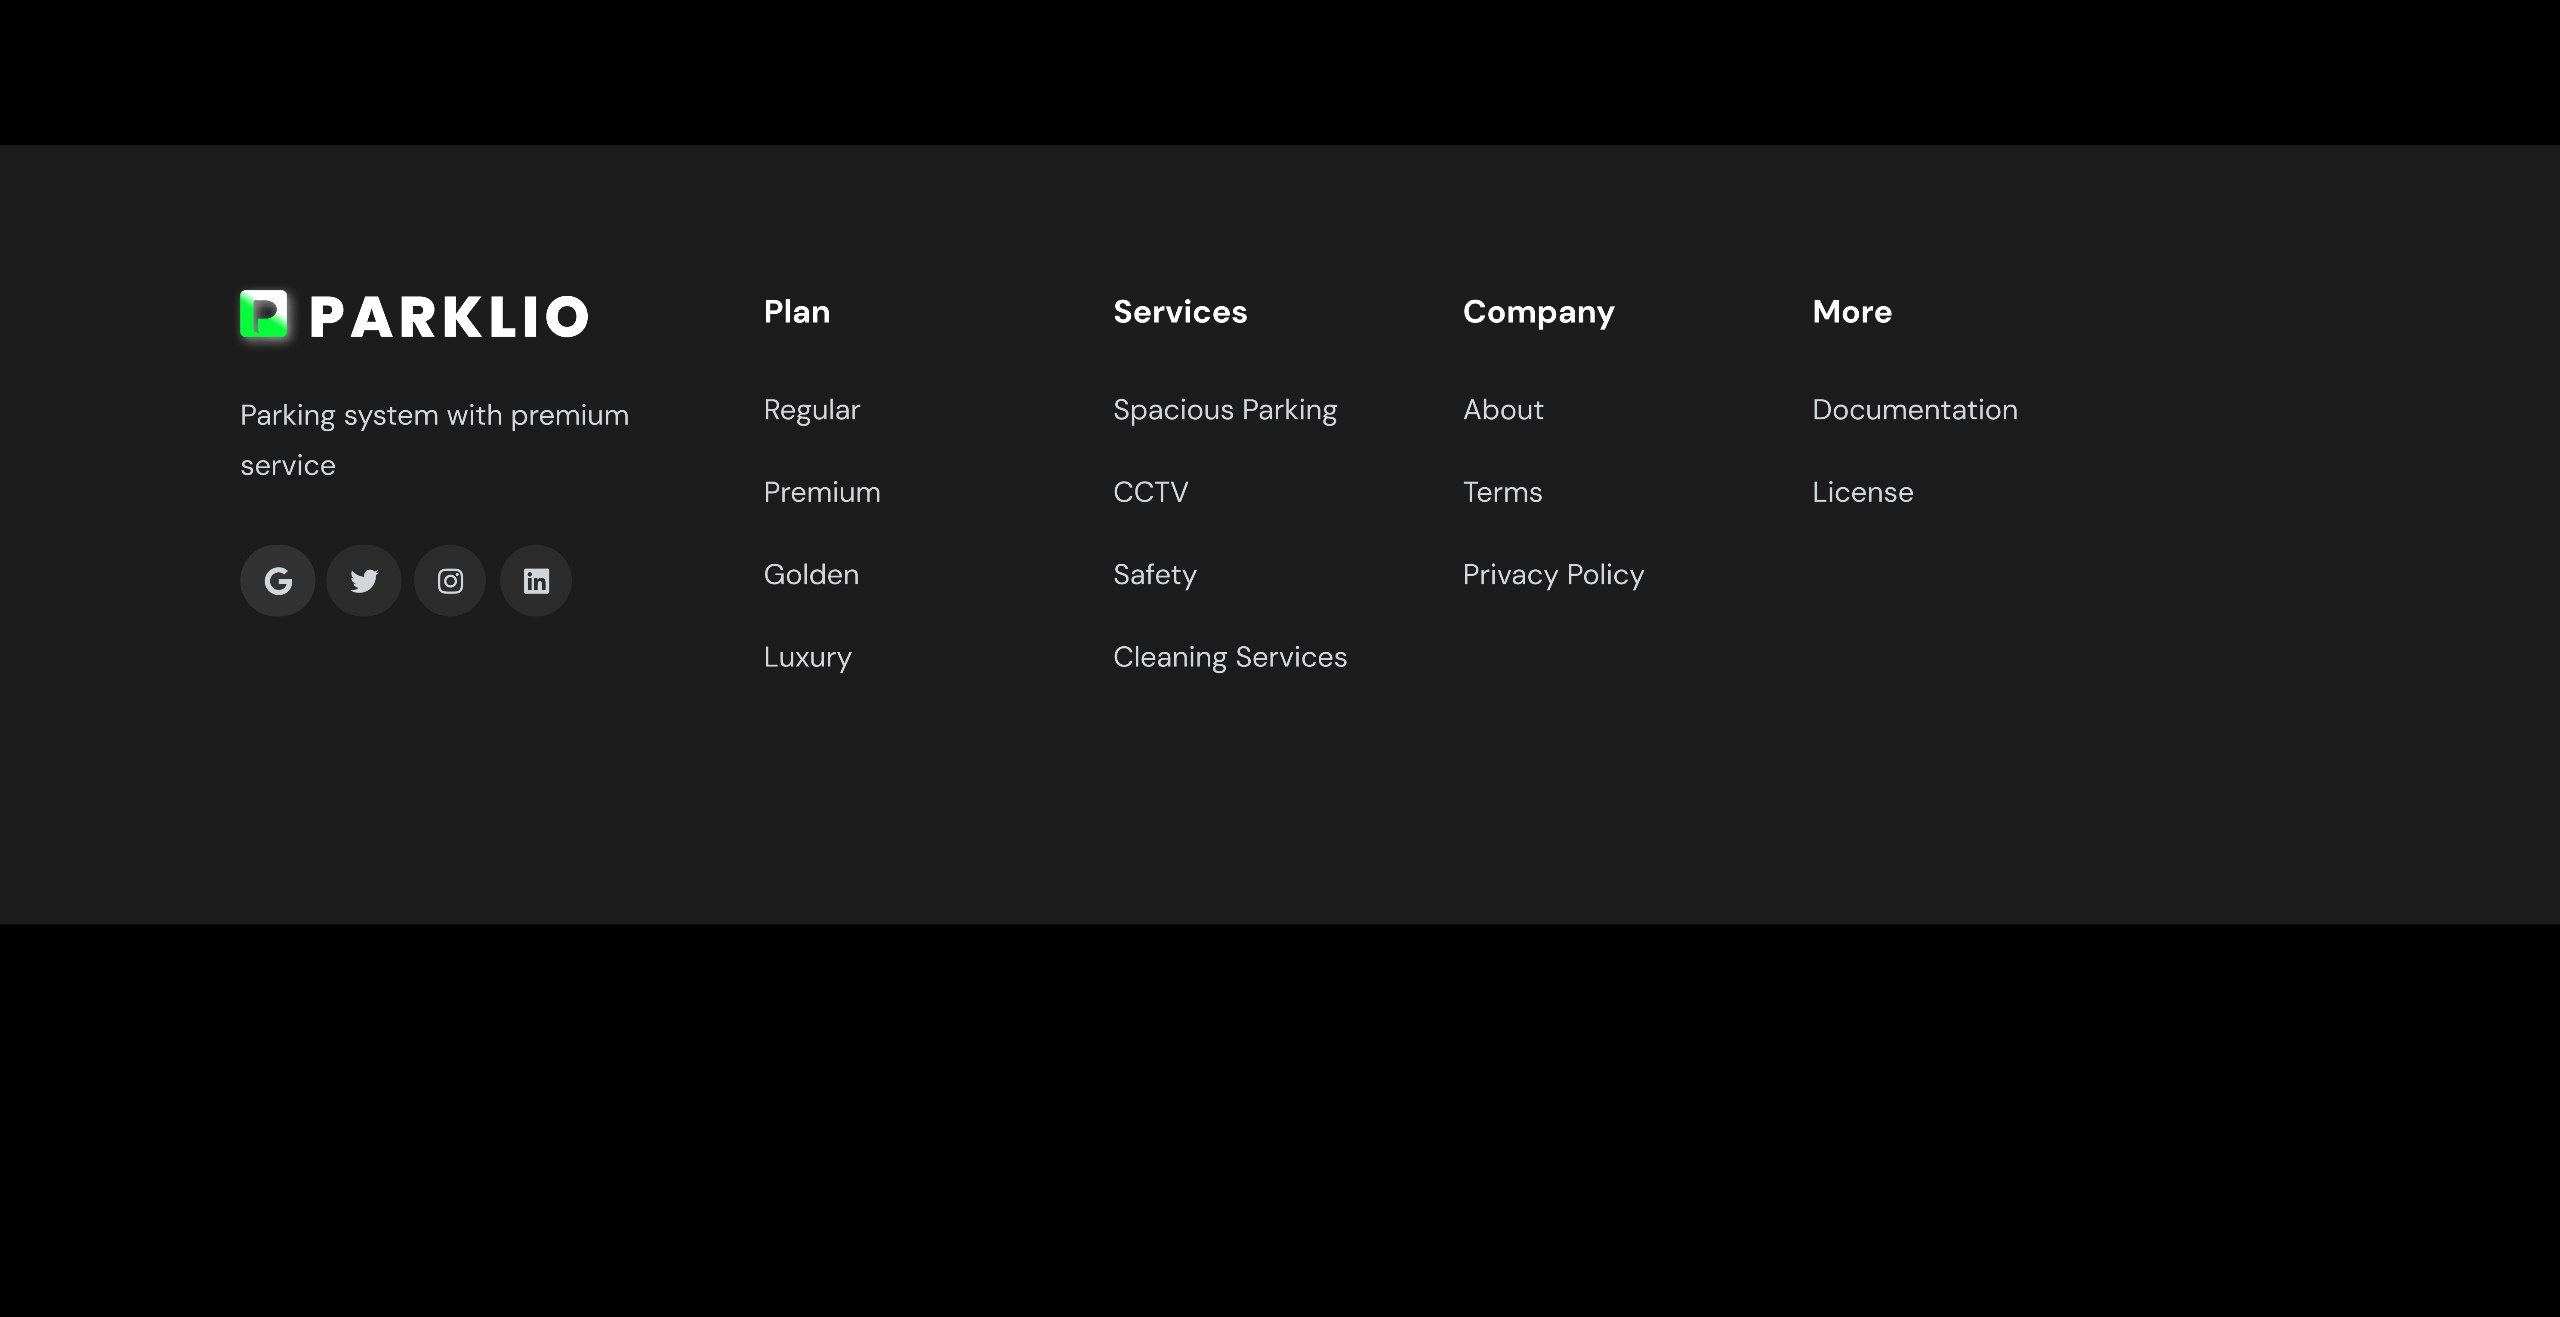 PARKLIO
Parking system with premium
service
Plan
Regular
Premium
Golden
Luxury
Services
Spacious Parking
CCTV
Safety
Cleaning Services
Company
About
Terms
Privacy Policy
More
Documentation
License